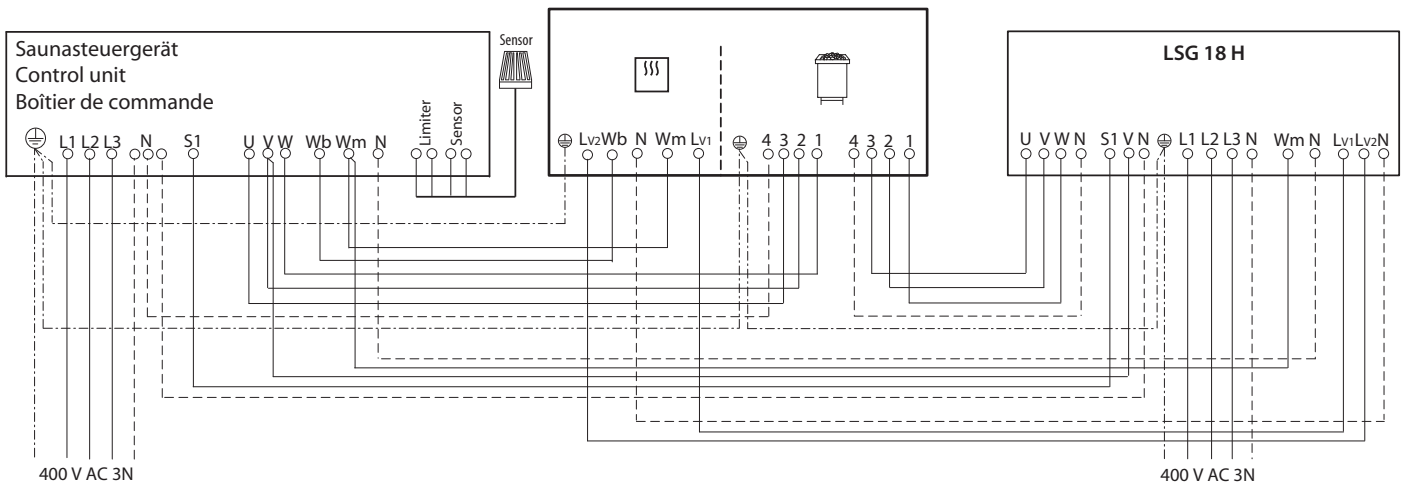 Saunasteuergerät
Control unit
Boîtier de commande
Sensor
LSG 18 H
L1 L2 L3 N S1 U V W Wb Wm N Limiter Sensor
Lv2 Wb N Wm Lv1 4 3 2 1 4 3 2 1
U V W N S1 V N L1 L2 L3 N Wm N Lv1 Lv2 N
400 V AC 3N
400 V AC 3N